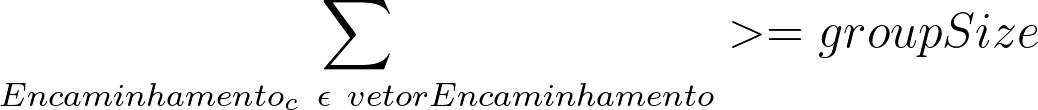 ∑ >= groupSize
Encaminhamento_c ϵ vetorEncaminhamento